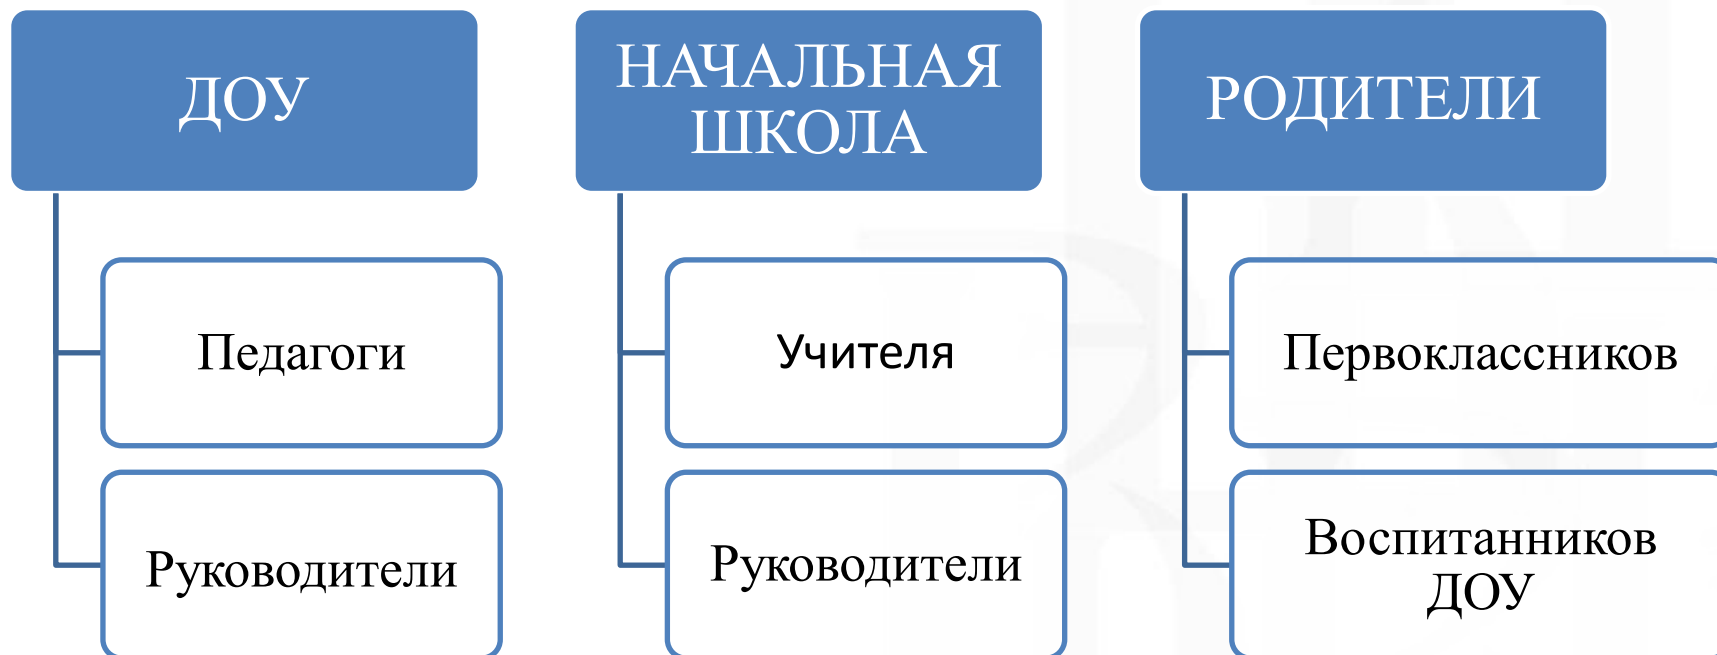 ДОУ
Педагоги
Руководители
НАЧАЛЬНАЯ
ШКОЛА
Учителя
Руководители
РОДИТЕЛИ
Первоклассников
Воспитанников
ДОУ